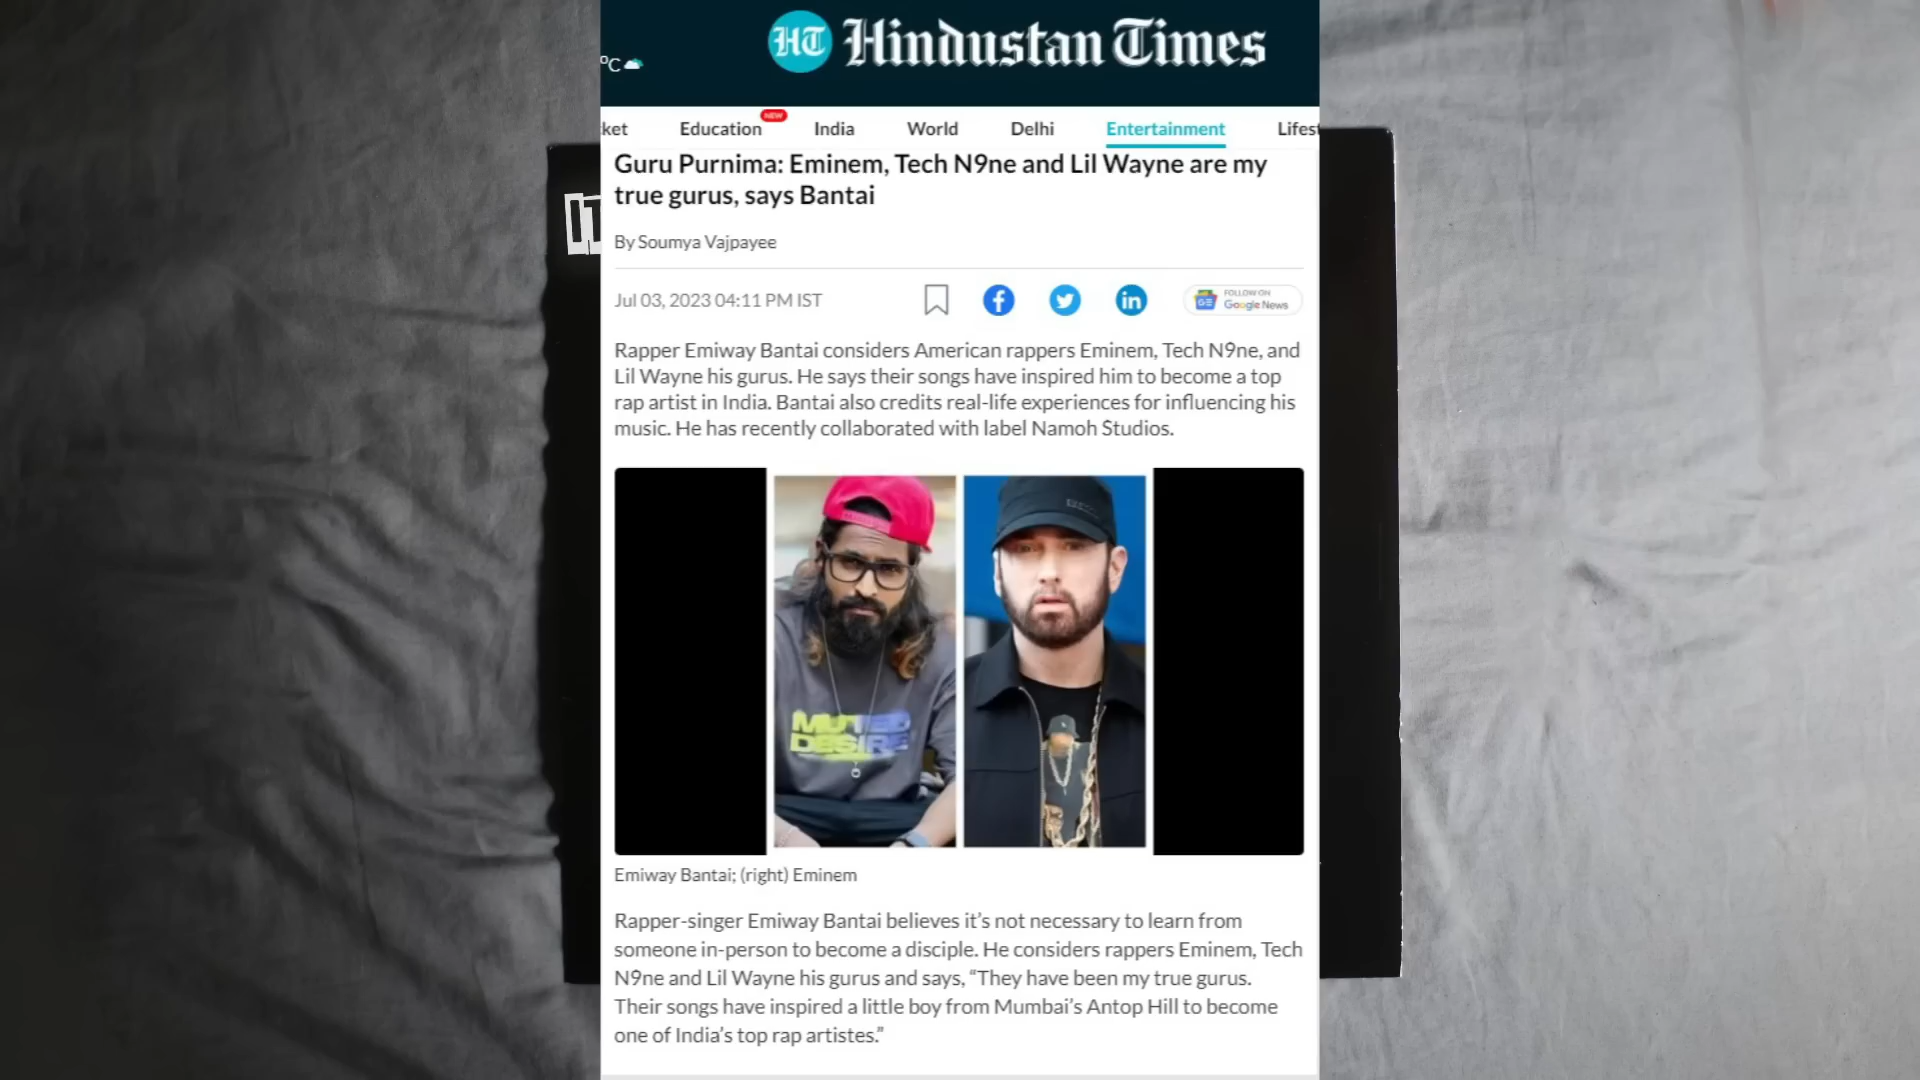 HT Hindustan Times
°C
ket Education NEW India World Delhi Entertainment Lifest
Guru Purnima: Eminem, Tech N9ne and Lil Wayne are my
true gurus, says Bantai
By Soumya Vajpayee
Jul 03, 2023 04:11 PM IST
FOLLOW ON
Google News
Rapper Emiway Bantai considers American rappers Eminem, Tech N9ne, and
Lil Wayne his gurus. He says their songs have inspired him to become a top
rap artist in India. Bantai also credits real-life experiences for influencing his
music. He has recently collaborated with label Namoh Studios.
MUTED
DESIRE
Emiway Bantai; (right) Eminem
Rapper-singer Emiway Bantai believes it’s not necessary to learn from
someone in-person to become a disciple. He considers rappers Eminem, Tech
N9ne and Lil Wayne his gurus and says, “They have been my true gurus.
Their songs have inspired a little boy from Mumbai’s Antop Hill to become
one of India’s top rap artistes.”